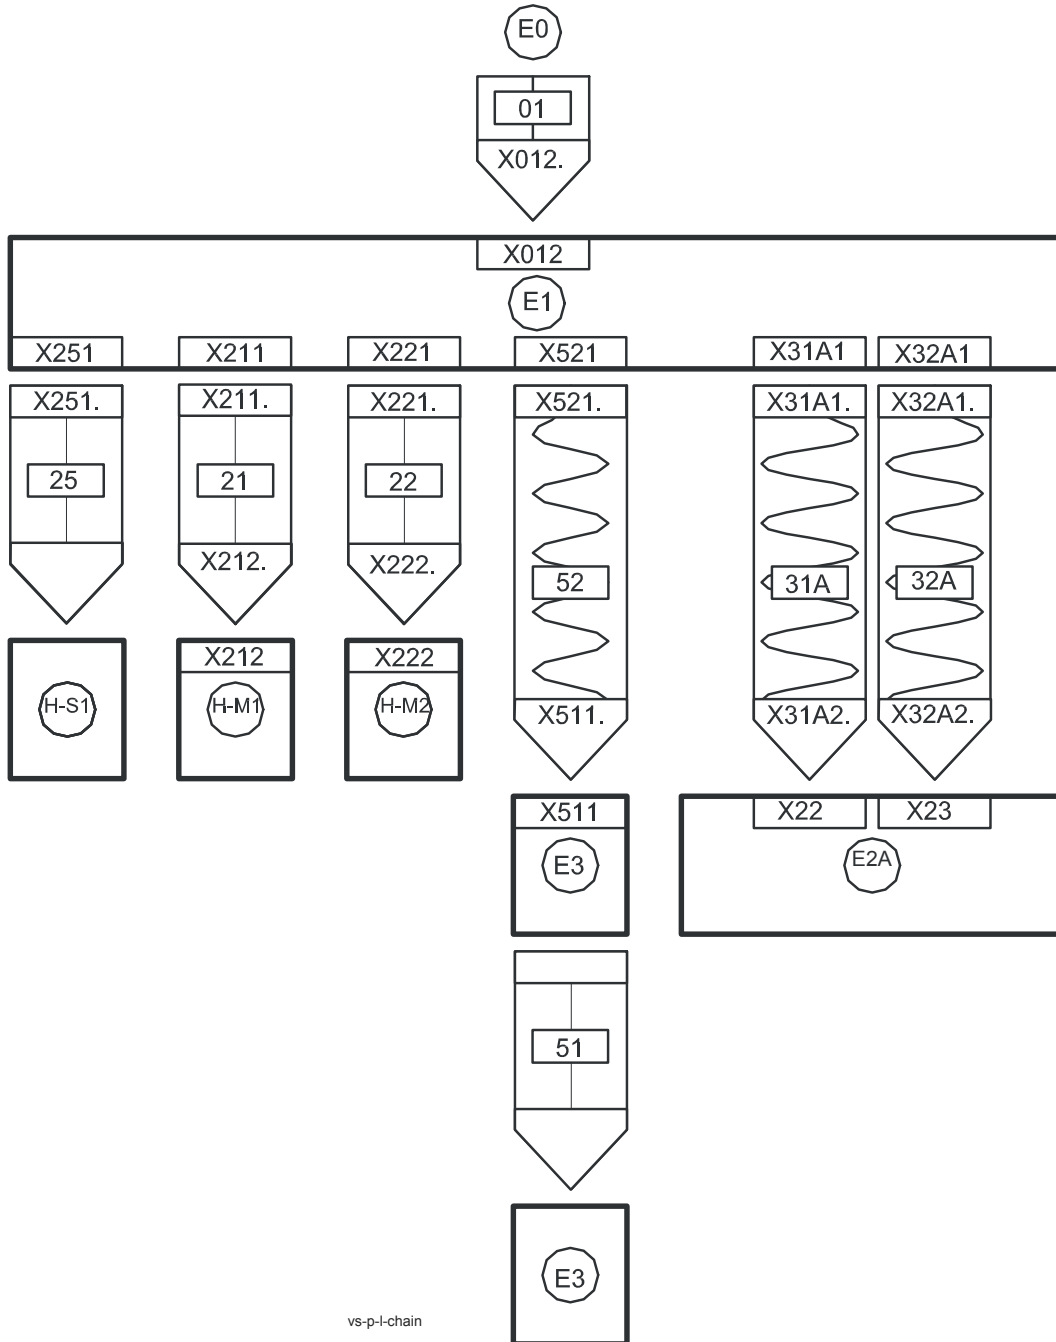 E0
01
X012.
X012
E1
X251 X211 X221 X521 X31A1 X32A1
X251. X211. X221. X521. X31A1. X32A1.
25 21 22
X212. X222.
52 31A 32A
X212 X222
H-S1 H-M1 H-M2
X511. X31A2. X32A2.
X511 X22 X23
E3 E2A
51
E3
vs-p-l-chain